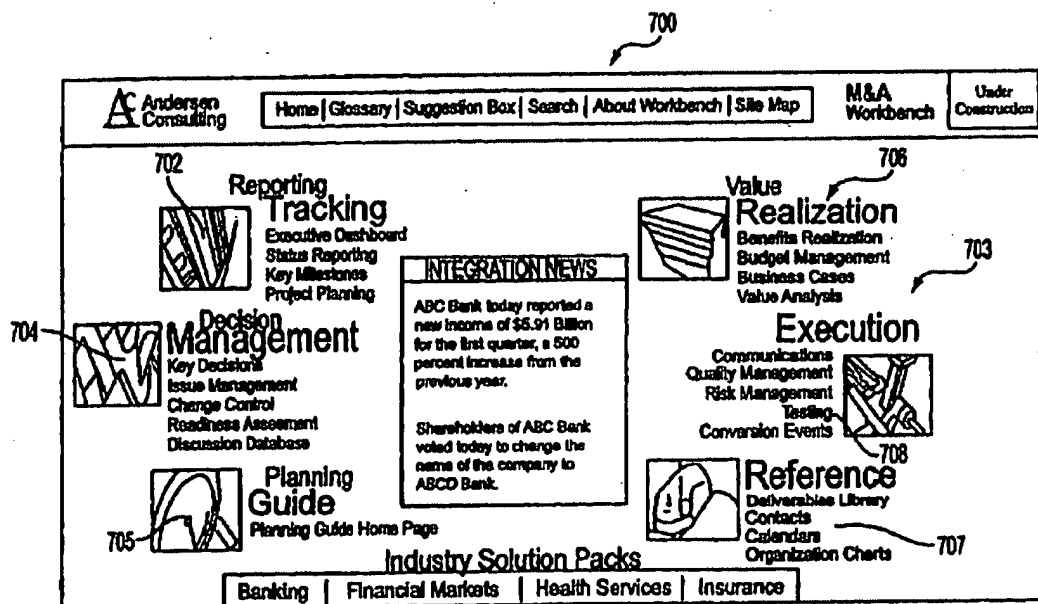 700
Andersen
Consulting
Home | Glossary | Suggestion Box | Search | About Workbench | Site Map
M&A
Workbench
Under
Construction
702
Reporting
Tracking
Executive Dashboard
Status Reporting
Key Milestones
Project Planning
704
Decision
Management
Key Decisions
Issue Management
Change Control
Readiness Assesment
Discussion Database
705
Planning
Guide
Planning Guide Home Page
INTEGRATION NEWS
ABC Bank today reported a
new income of $5.91 Billion
for the first quarter, a 500
percent increase from the
previous year.
Shareholders of ABC Bank
voted today to change the
name of the company to
ABCD Bank.
706
Value
Realization
Benefits Realization
Budget Management
Business Cases
Value Analysis
703
Execution
Communications
Quality Management
Risk Management
Testing
Conversion Events
708
Reference
Deliverables Library
Contacts
Calendars
Organization Charts
707
Industry Solution Packs
Banking | Financial Markets | Health Services | Insurance